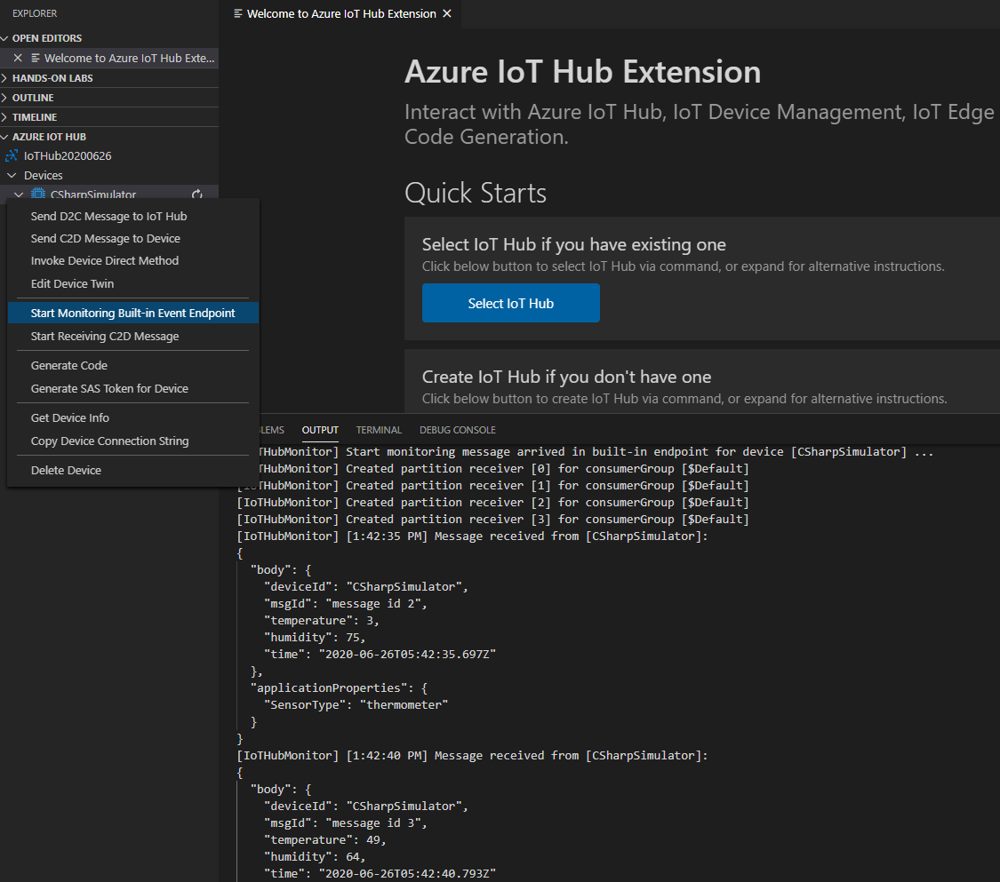 EXPLORER
OPEN EDITORS
Welcome to Azure IoT Hub Exte...
HANDS-ON LABS
OUTLINE
TIMELINE
AZURE IOT HUB
IoTHub20200626
Devices
CSharpSimulator
Send D2C Message to IoT Hub
Send C2D Message to Device
Invoke Device Direct Method
Edit Device Twin
Start Monitoring Built-in Event Endpoint
Start Receiving C2D Message
Generate Code
Generate SAS Token for Device
Get Device Info
Copy Device Connection String
Delete Device
Welcome to Azure IoT Hub Extension
Azure IoT Hub Extension
Interact with Azure IoT Hub, IoT Device Management, IoT Edge
Code Generation.
Quick Starts
Select IoT Hub if you have existing one
Click below button to select IoT Hub via command, or expand for alternative instructions.
Select IoT Hub
Create IoT Hub if you don't have one
Click below button to create IoT Hub via command, or expand for alternative instructions.
BLEMS OUTPUT TERMINAL DEBUG CONSOLE
THubMonitor] Start monitoring message arrived in built-in endpoint for device [CSharpSimulator] ...
THubMonitor] Created partition receiver [0] for consumerGroup [$Default]
[IoTHubMonitor] Created partition receiver [1] for consumerGroup [$Default]
[IoTHubMonitor] Created partition receiver [2] for consumerGroup [$Default]
[IoTHubMonitor] Created partition receiver [3] for consumerGroup [$Default]
[IoTHubMonitor] [1:42:35 PM] Message received from [CSharpSimulator]:
{
"body": {
"deviceId": "CSharpSimulator",
"msgId": "message id 2",
"temperature": 3,
"humidity": 75,
"time": "2020-06-26T05:42:35.697Z"
},
"applicationProperties": {
"SensorType": "thermometer"
}
}
[IoTHubMonitor] [1:42:40 PM] Message received from [CSharpSimulator]:
{
"body": {
"deviceId": "CSharpSimulator",
"msgId": "message id 3",
"temperature": 49,
"humidity": 64,
"time": "2020-06-26T05:42:40.793Z"